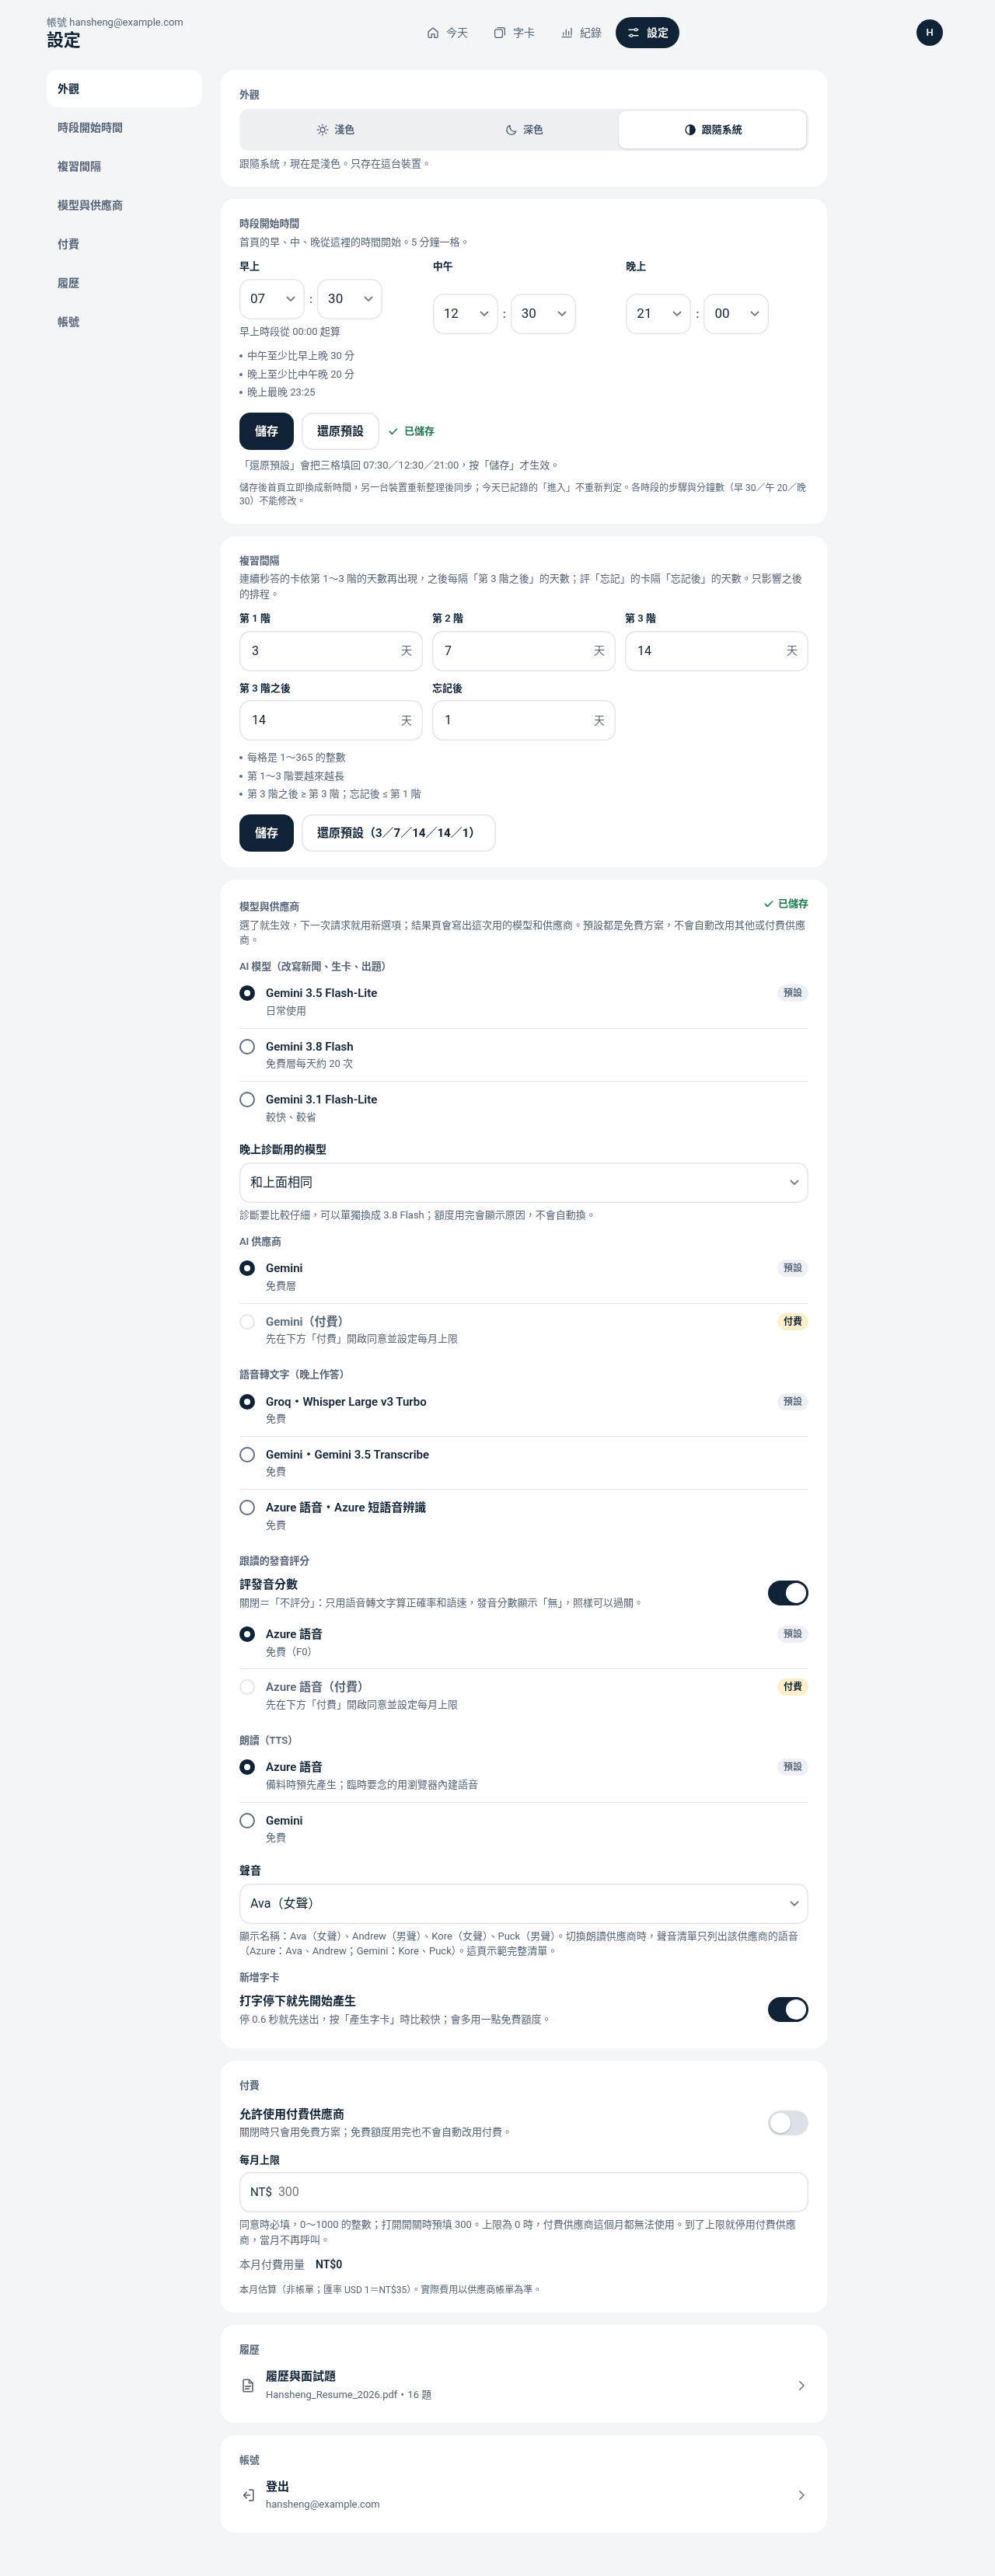 帳號 hansheng@example.com
設定
今天
字卡
紀錄
設定
H
外觀
時段開始時間
複習間隔
模型與供應商
付費
履歷
帳號
外觀
淺色
深色
跟隨系統
跟隨系統，現在是淺色。只存在這台裝置。
時段開始時間
首頁的早、中、晚從這裡的時間開始。5 分鐘一格。
早上
中午
晚上
07 : 30
12 : 30
21 : 00
早上時段從 00:00 起算
• 中午至少比早上晚 30 分
• 晚上至少比中午晚 20 分
• 晚上最晚 23:25
儲存
還原預設
已儲存
「還原預設」會把三格填回 07:30／12:30／21:00，按「儲存」才生效。
儲存後首頁立即換成新時間，另一台裝置重新整理後同步；今天已記錄的「進入」不重新判定。各時段的步驟與分鐘數（早 30／午 20／晚
30）不能修改。
複習間隔
連續秒答的卡依第 1～3 階的天數再出現，之後每隔「第 3 階之後」的天數；評「忘記」的卡隔「忘記後」的天數。只影響之後
的排程。
第 1 階
第 2 階
第 3 階
3 天
7 天
14 天
第 3 階之後
忘記後
14 天
1 天
• 每格是 1～365 的整數
• 第 1～3 階要越來越長
• 第 3 階之後 ≥ 第 3 階；忘記後 ≤ 第 1 階
儲存
還原預設（3／7／14／14／1）
模型與供應商
已儲存
選了就生效，下一次請求就用新選項；結果頁會寫出這次用的模型和供應商。預設都是免費方案，不會自動改用其他或付費供應
商。
AI 模型（改寫新聞、生卡、出題）
Gemini 3.5 Flash-Lite
預設
日常使用
Gemini 3.8 Flash
免費層每天約 20 次
Gemini 3.1 Flash-Lite
較快、較省
晚上診斷用的模型
和上面相同
診斷要比較仔細，可以單獨換成 3.8 Flash；額度用完會顯示原因，不會自動換。
AI 供應商
Gemini
預設
免費層
Gemini（付費）
付費
先在下方「付費」開啟同意並設定每月上限
語音轉文字（晚上作答）
Groq・Whisper Large v3 Turbo
預設
免費
Gemini・Gemini 3.5 Transcribe
免費
Azure 語音・Azure 短語音辨識
免費
跟讀的發音評分
評發音分數
關閉＝「不評分」：只用語音轉文字算正確率和語速，發音分數顯示「無」，照樣可以過關。
Azure 語音
預設
免費（F0）
Azure 語音（付費）
付費
先在下方「付費」開啟同意並設定每月上限
朗讀（TTS）
Azure 語音
預設
備料時預先產生；臨時要念的用瀏覽器內建語音
Gemini
免費
聲音
Ava（女聲）
顯示名稱：Ava（女聲）、Andrew（男聲）、Kore（女聲）、Puck（男聲）。切換朗讀供應商時，聲音清單只列出該供應商的語音
（Azure：Ava、Andrew；Gemini：Kore、Puck）。這頁示範完整清單。
新增字卡
打字停下就先開始產生
停 0.6 秒就先送出，按「產生字卡」時比較快；會多用一點免費額度。
付費
允許使用付費供應商
關閉時只會用免費方案；免費額度用完也不會自動改用付費。
每月上限
NT$ 300
同意時必填，0～1000 的整數；打開開關時預填 300。上限為 0 時，付費供應商這個月都無法使用。到了上限就停用付費供應
商，當月不再呼叫。
本月付費用量 NT$0
本月估算（非帳單；匯率 USD 1＝NT$35）。實際費用以供應商帳單為準。
履歷
履歷與面試題
Hansheng_Resume_2026.pdf・16 題
帳號
登出
hansheng@example.com